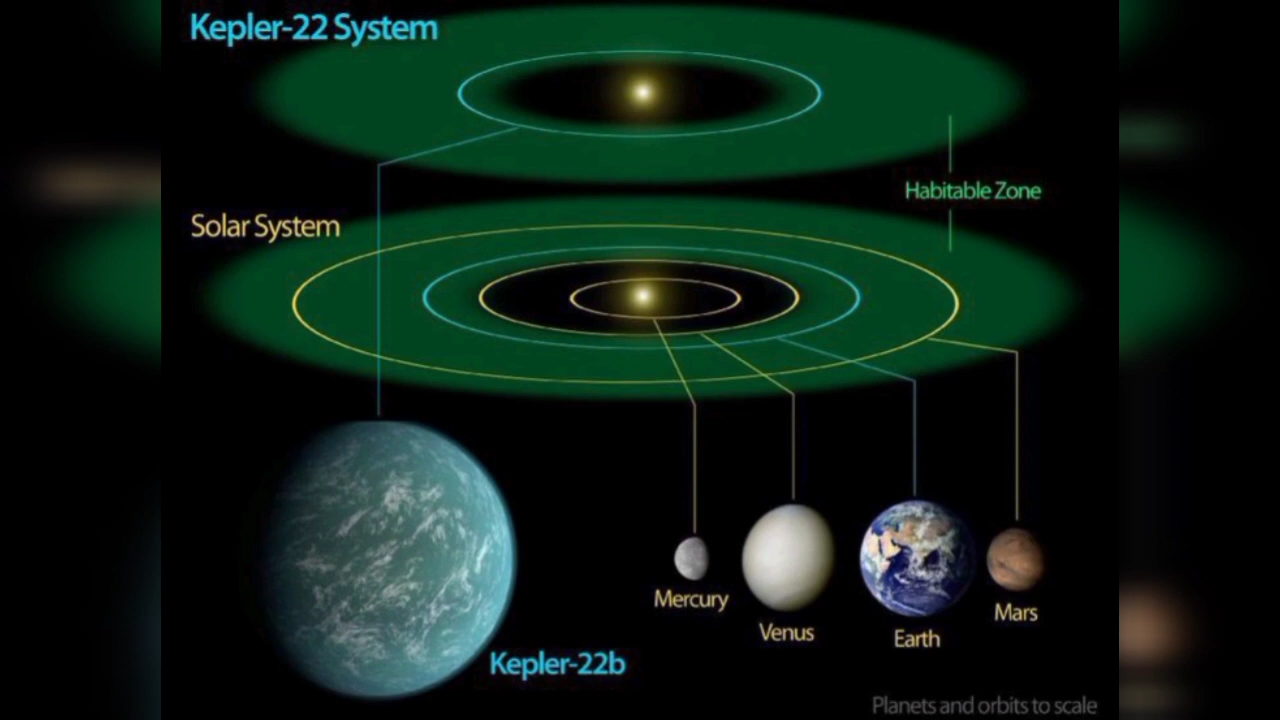 Kepler-22 System
Habitable Zone
Solar System
Mercury
Venus
Earth
Mars
Kepler-22b
Planets and orbits to scale